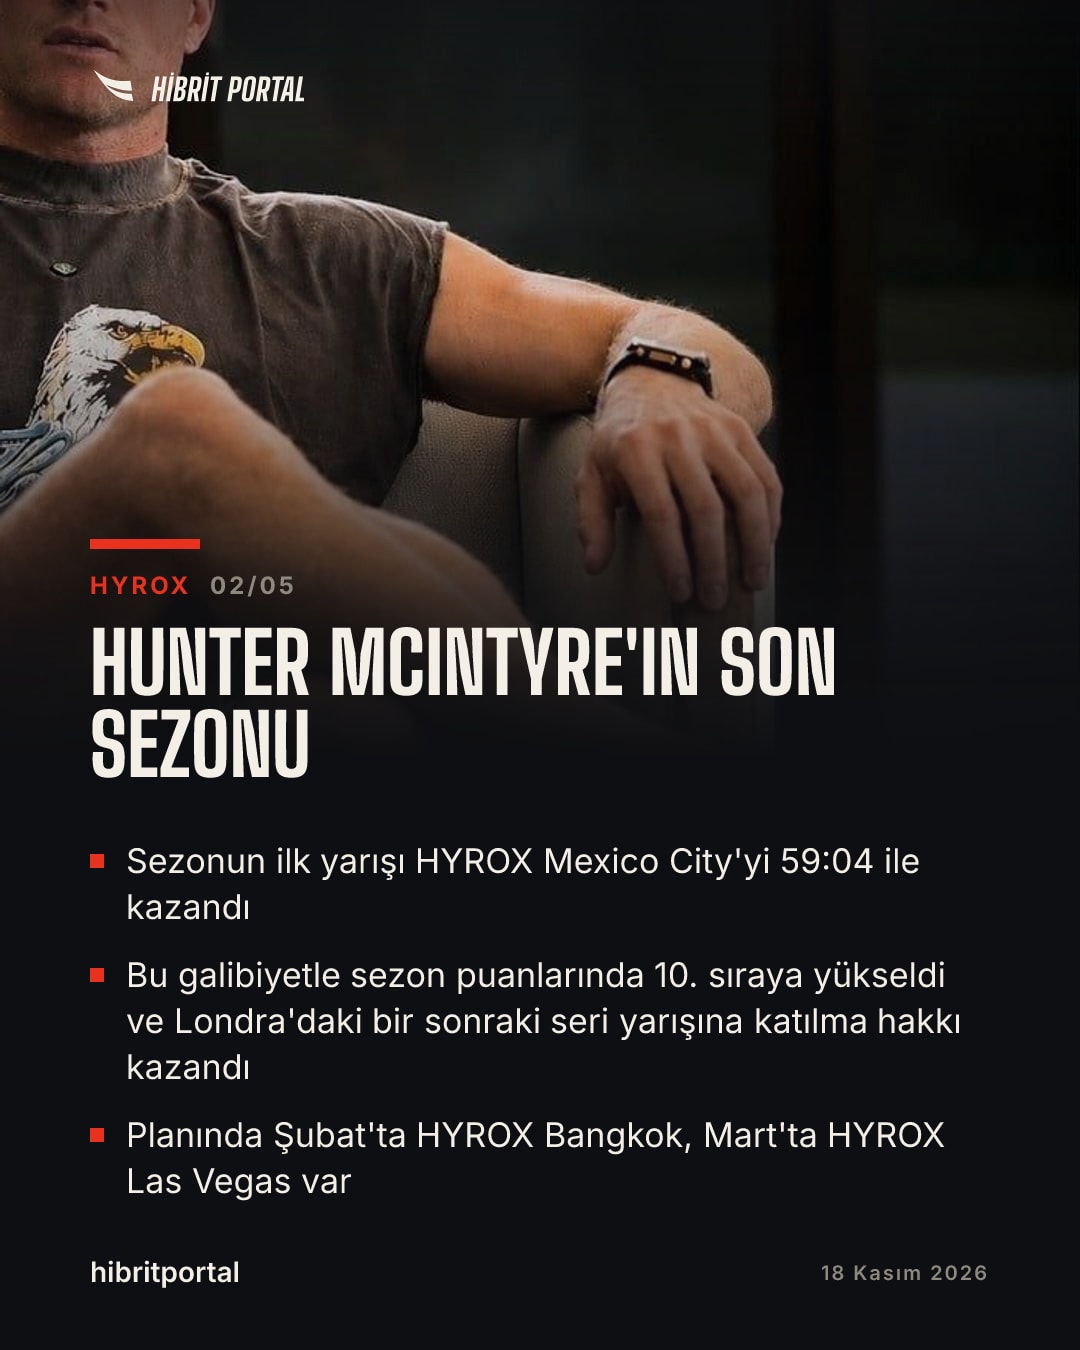 HİBRİT PORTAL
HYROX 02/05
HUNTER MCINTYRE'IN SON
SEZONU
Sezonun ilk yarışı HYROX Mexico City'yi 59:04 ile
kazandı
Bu galibiyetle sezon puanlarında 10. sıraya yükseldi
ve Londra'daki bir sonraki seri yarışına katılma hakkı
kazandı
Planında Şubat'ta HYROX Bangkok, Mart'ta HYROX
Las Vegas var
hibritportal
18 Kasım 2026